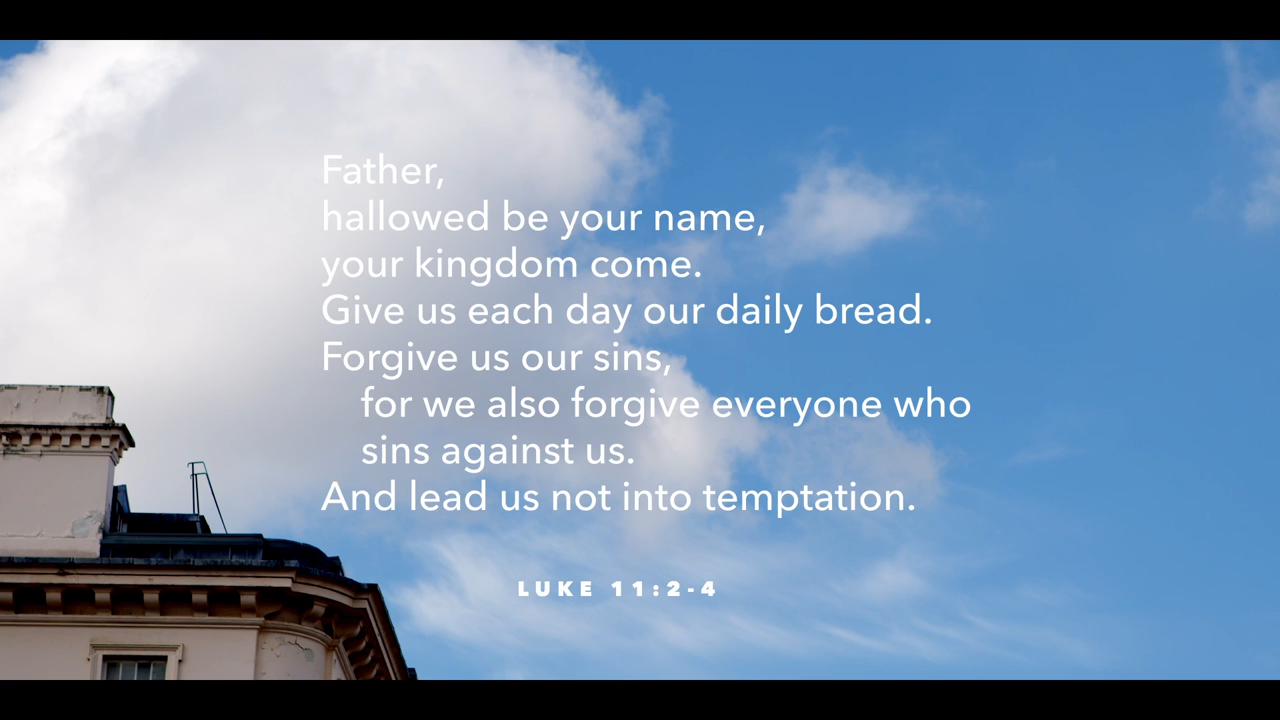 Father,
hallowed be your name,
your kingdom come.
Give us each day our daily bread.
Forgive us our sins,
for we also forgive everyone who
sins against us.
And lead us not into temptation.
LUKE 11:2-4